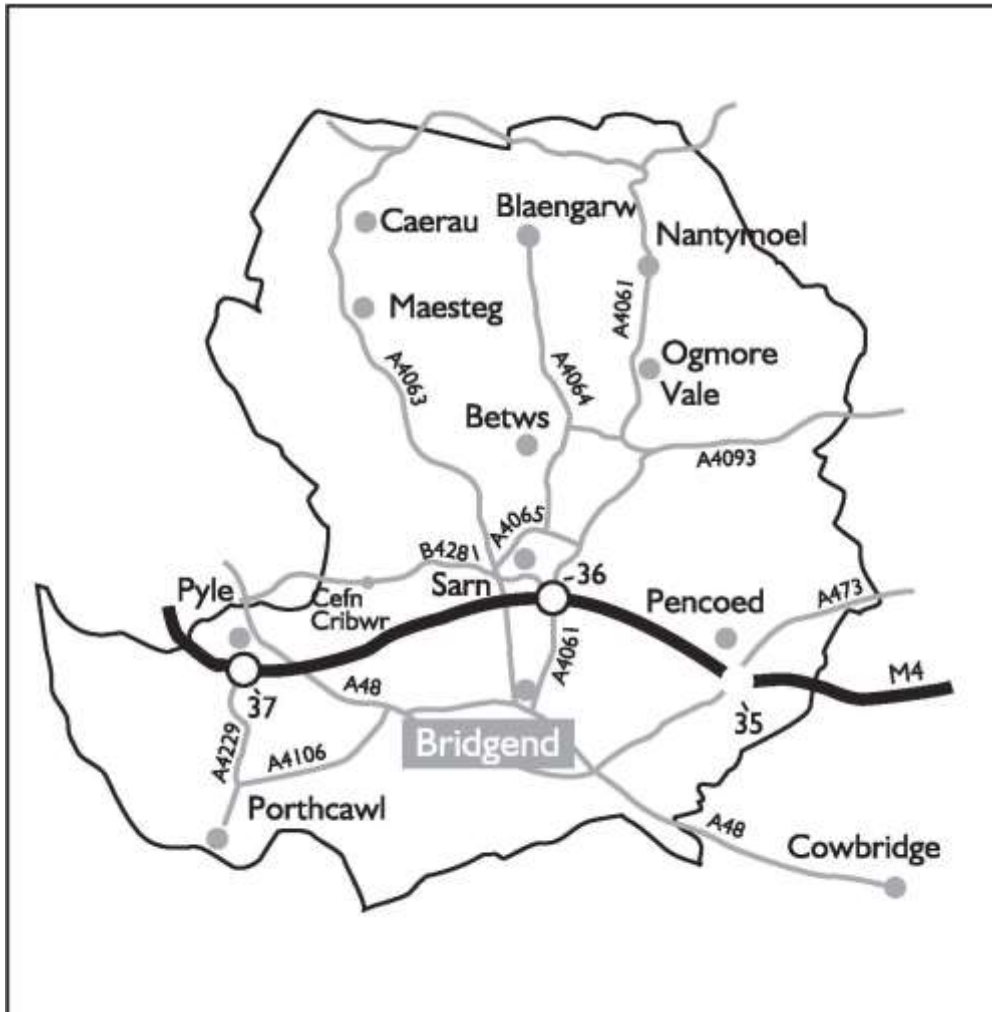 Blaengarw
Caerau
Nantymoel
Maesteg
A4061
A4063
A4064
Ogmore
Vale
Betws
A4093
A4065
B4281
-36
Pyle
Cefn
Cribwr
Sarn
Pencoed
A473
A4061
M4
37
A48
35
Bridgend
A4229
A4106
Porthcawl
A48
Cowbridge